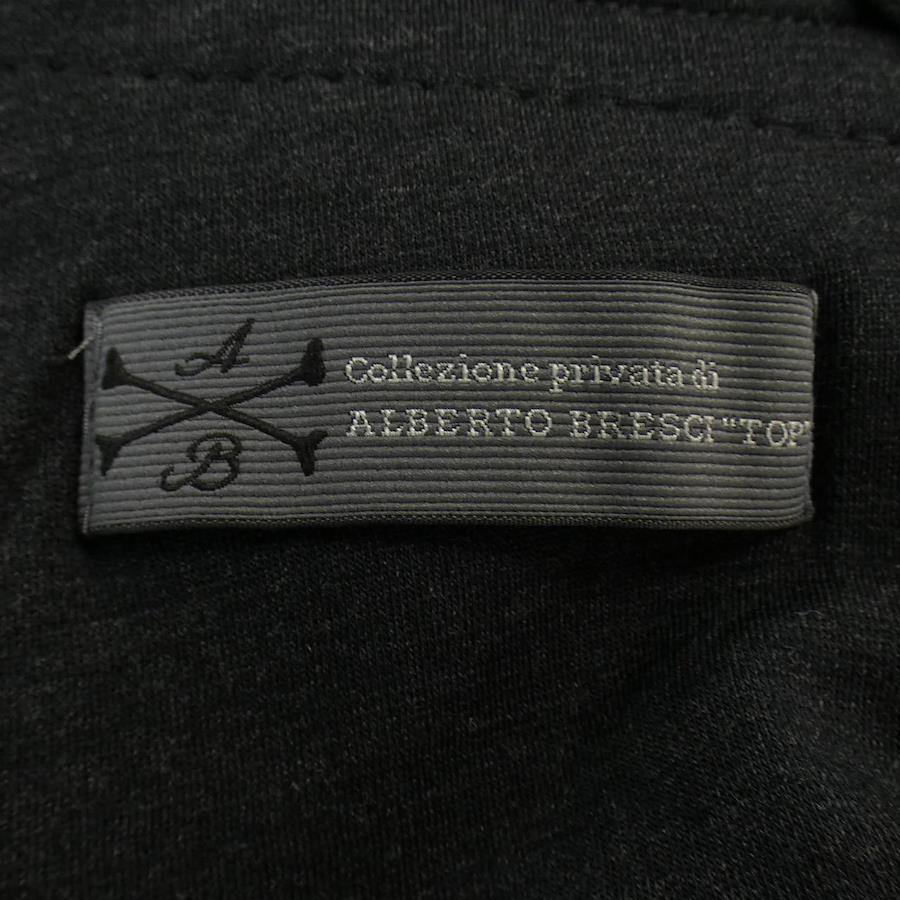 A
B
Collezione privata di
ALBERTO BRESCI "TOP"